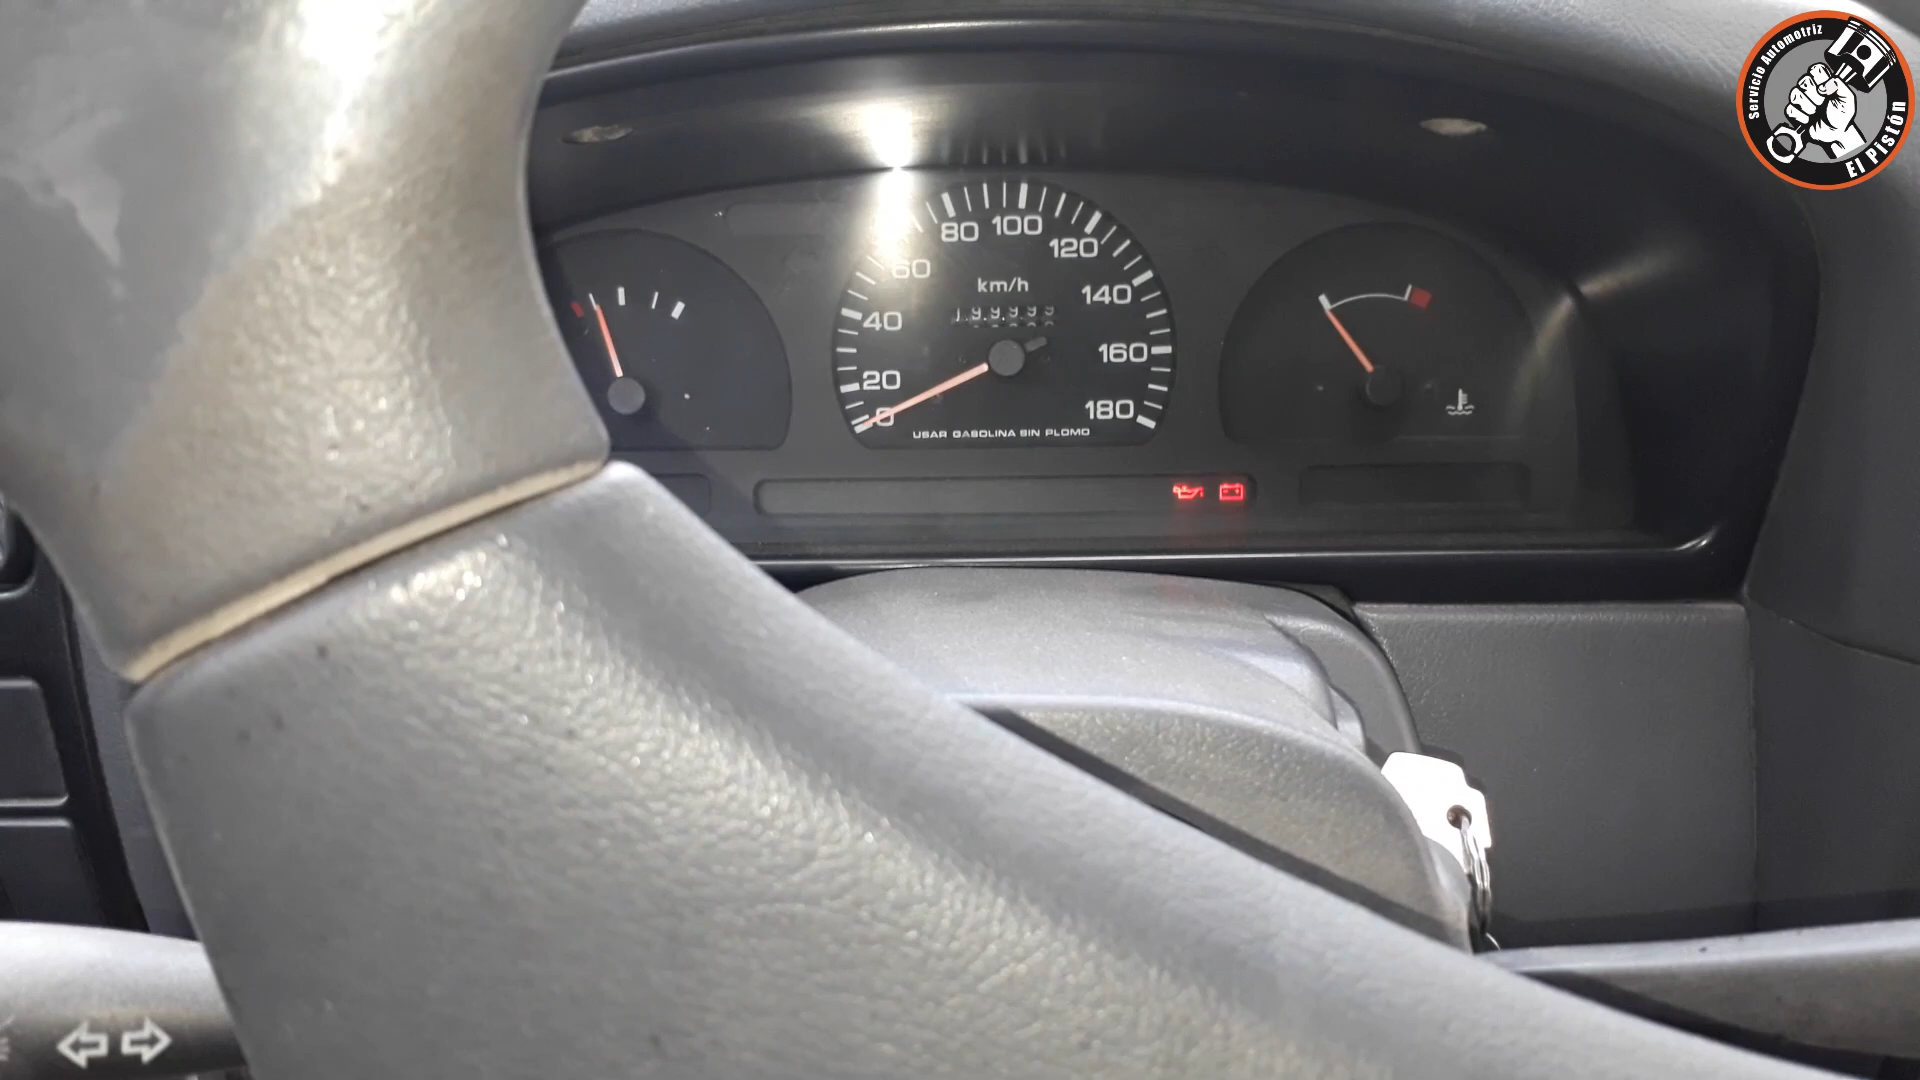 Servicio Automotriz
El Pistón
80 100
60 120
km/h
40 140
20 160
0 180
USAR GASOLINA SIN PLOMO